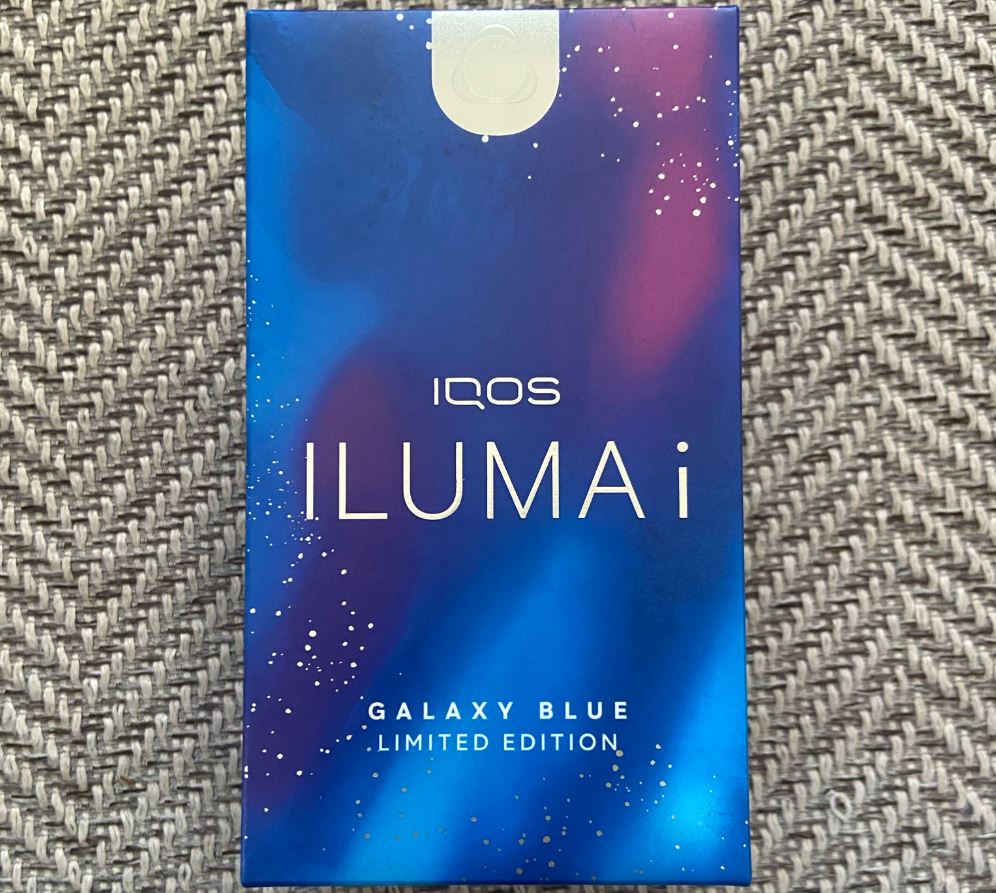 IQOS
ILUMA i
GALAXY BLUE
LIMITED EDITION